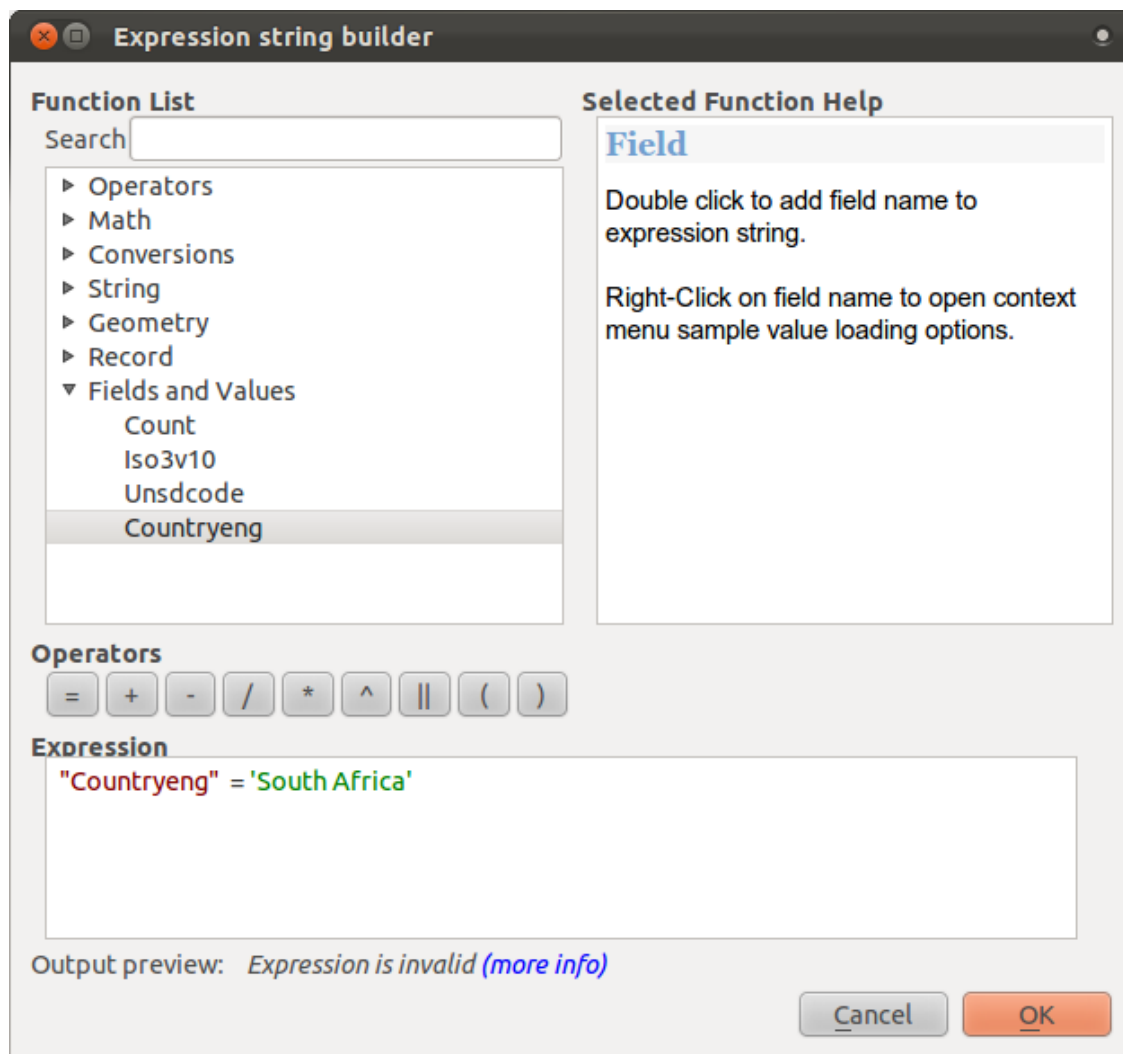 Expression string builder
Function List
Search
Operators
Math
Conversions
String
Geometry
Record
Fields and Values
Count
Iso3v10
Unsdcode
Countryeng
Selected Function Help
Field
Double click to add field name to
expression string.
Right-Click on field name to open context
menu sample value loading options.
Operators
= + - / * ^ || ( )
Expression
"Countryeng" = 'South Africa'
Output preview: Expression is invalid (more info)
Cancel OK